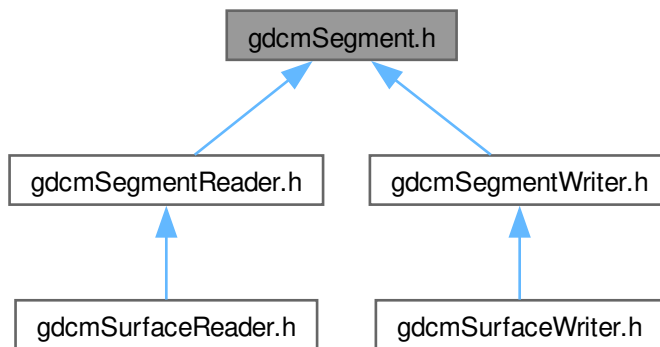 gdcmSegment.h
gdcmSegmentReader.h
gdcmSegmentWriter.h
gdcmSurfaceReader.h
gdcmSurfaceWriter.h